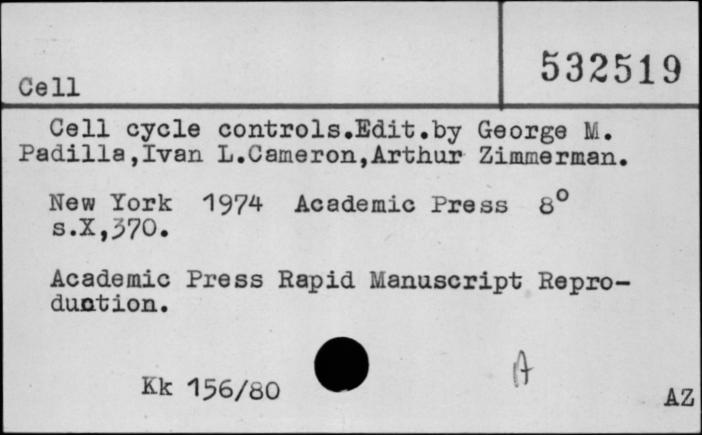 532519
Cell
Cell cycle controls.Edit.by George M.
Padilla,Ivan L.Cameron,Arthur Zimmerman.
New York 1974 Academic Press 8°
s.X,370.
Academic Press Rapid Manuscript Repro-
duction.
A
Kk 156/80
AZ